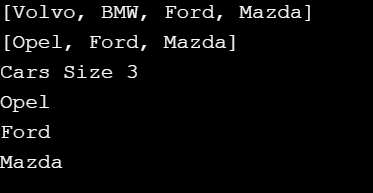 [Volvo, BMW, Ford, Mazda]
[Opel, Ford, Mazda]
Cars Size 3
Opel
Ford
Mazda